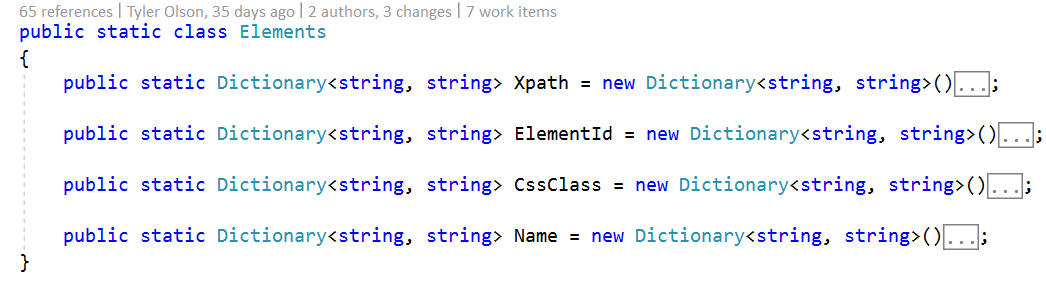 65 references | Tyler Olson, 35 days ago | 2 authors, 3 changes | 7 work items
public static class Elements
{
public static Dictionary<string, string> Xpath = new Dictionary<string, string>()...;
public static Dictionary<string, string> ElementId = new Dictionary<string, string>()...;
public static Dictionary<string, string> CssClass = new Dictionary<string, string>()...;
public static Dictionary<string, string> Name = new Dictionary<string, string>()...;
}